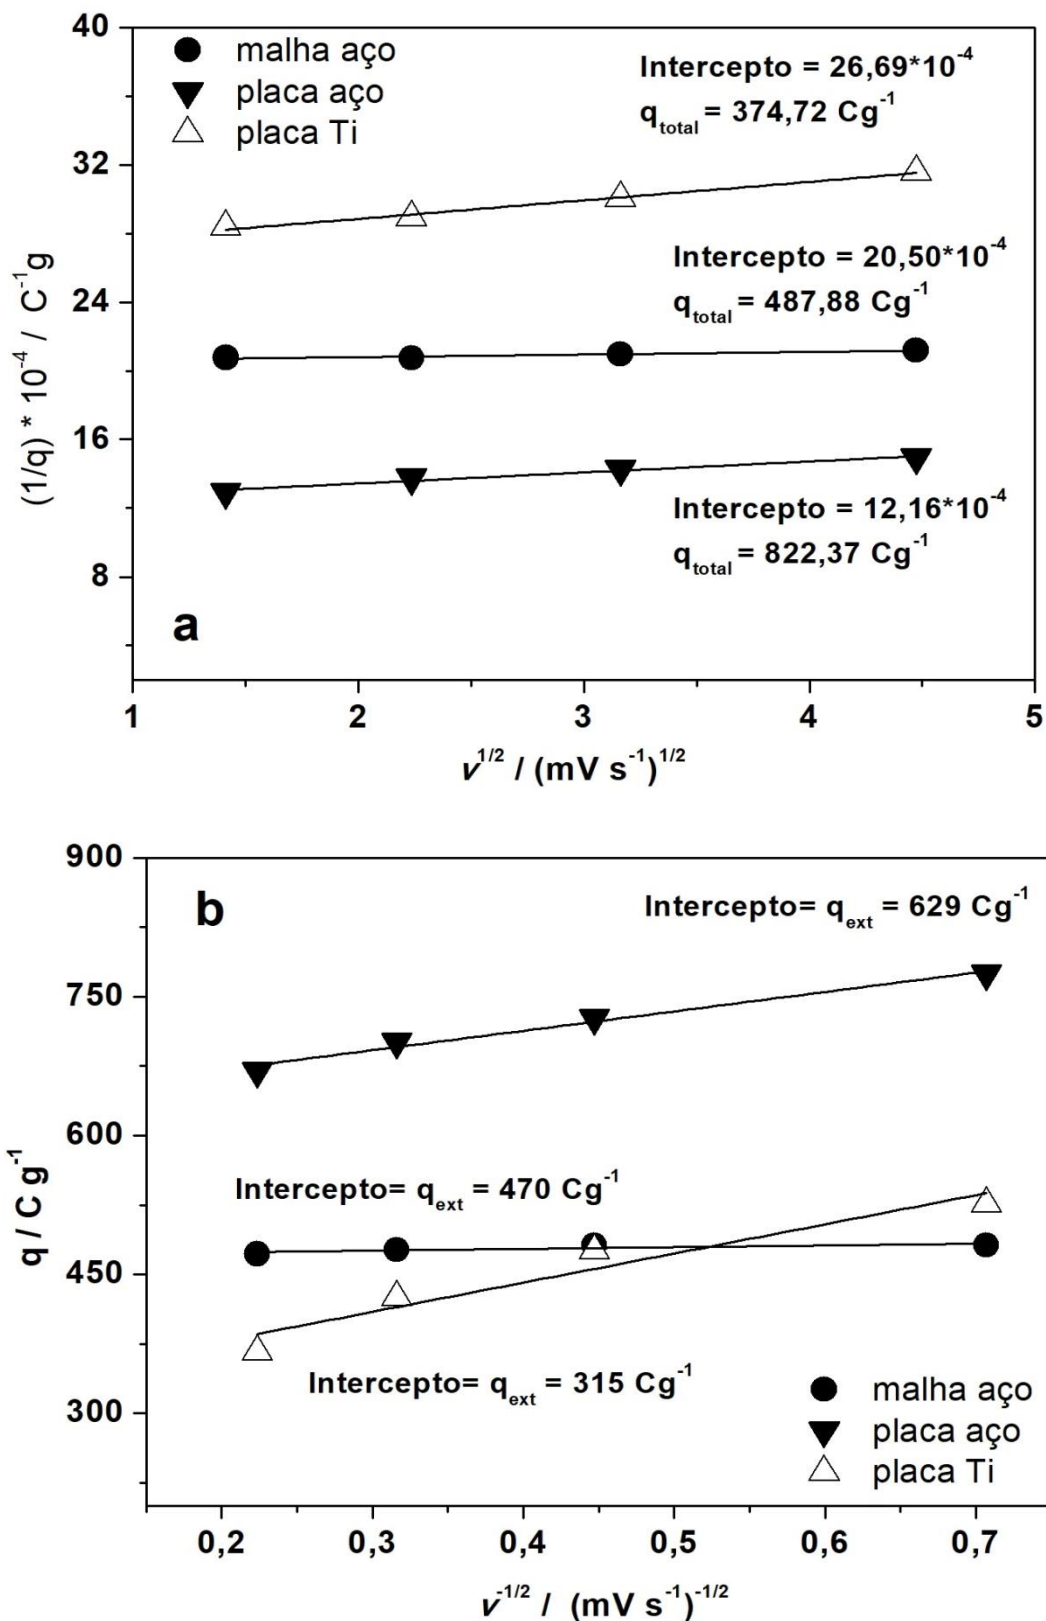 40
malha aço
placa aço
placa Ti
Intercepto = 26,69*10⁻⁴
q_total = 374,72 Cg⁻¹
32
Intercepto = 20,50*10⁻⁴
q_total = 487,88 Cg⁻¹
24
16
Intercepto = 12,16*10⁻⁴
q_total = 822,37 Cg⁻¹
8
(1/q) * 10⁻⁴ / C⁻¹g
a
1 2 3 4 5
v^1/2 / (mV s⁻¹)^1/2
900
b
Intercepto= q_ext = 629 Cg⁻¹
750
600
Intercepto= q_ext = 470 Cg⁻¹
q / C g⁻¹
450
Intercepto= q_ext = 315 Cg⁻¹
malha aço
300
placa aço
placa Ti
0,2 0,3 0,4 0,5 0,6 0,7
v^-1/2 / (mV s⁻¹)^-1/2